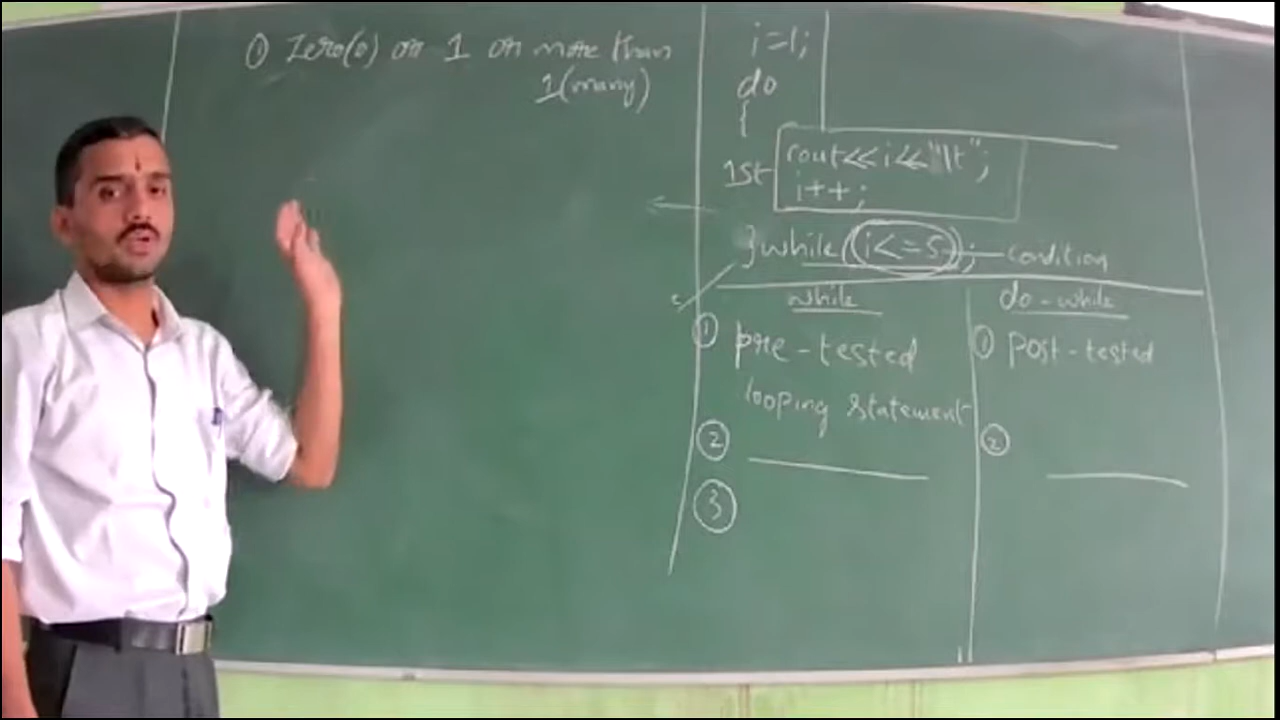 ① Zero(0) or 1 or more than
1(many)
i=1;
do
{
1st cout<<i<<"\t";
i++;
}while(i<=5); condition
while
① pre-tested
looping statement
②
③
do-while
① post-tested
②